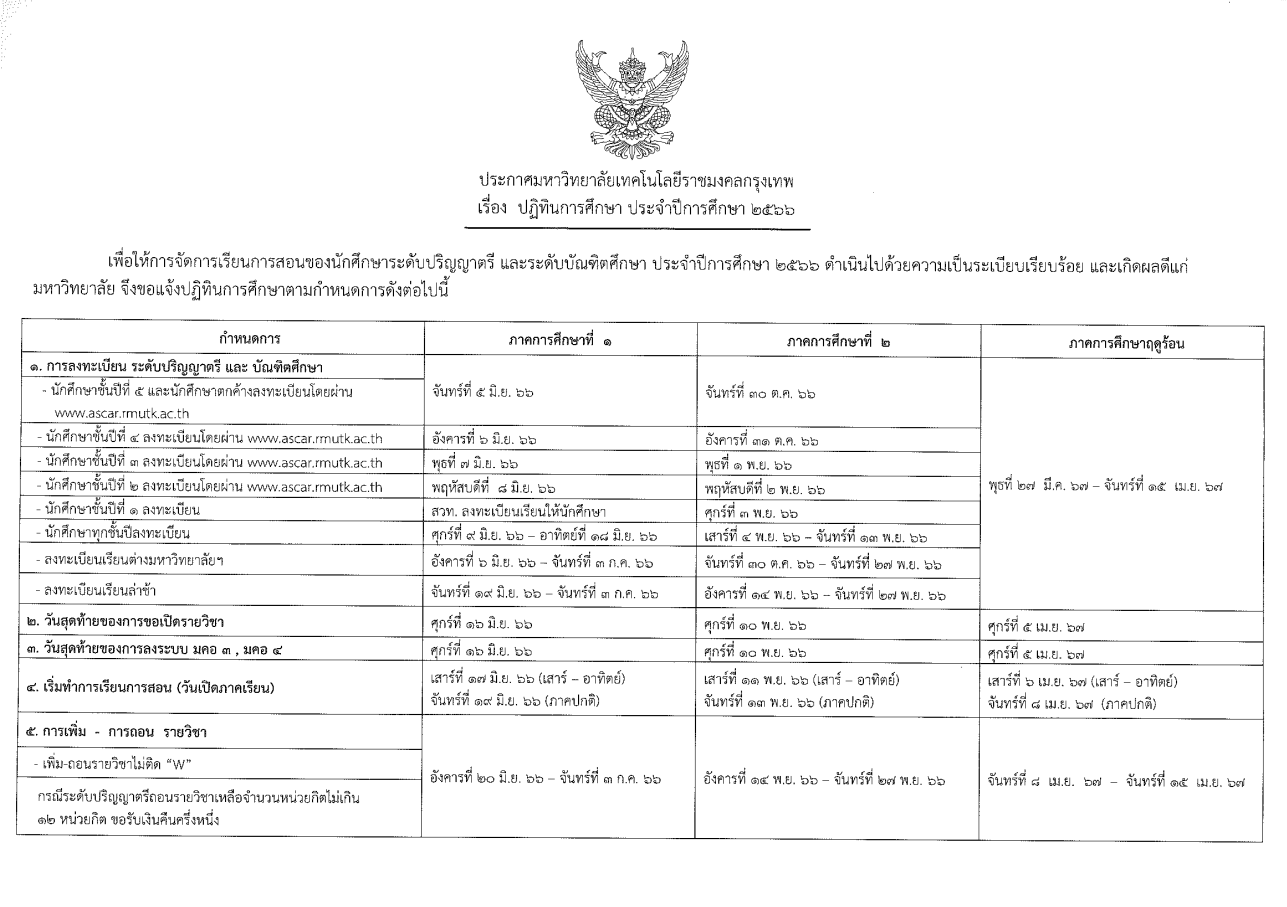 ประกาศมหาวิทยาลัยเทคโนโลยีราชมงคลกรุงเทพ
เรื่อง ปฏิทินการศึกษา ประจำปีการศึกษา ๒๕๖๖
เพื่อให้การจัดการเรียนการสอนของนักศึกษาระดับปริญญาตรี และระดับบัณฑิตศึกษา ประจำปีการศึกษา ๒๕๖๖ ดำเนินไปด้วยความเป็นระเบียบเรียบร้อย และเกิดผลดีแก่
มหาวิทยาลัย จึงขอแจ้งปฏิทินการศึกษาตามกำหนดการดังต่อไปนี้
กำหนดการ ภาคการศึกษาที่ ๑ ภาคการศึกษาที่ ๒ ภาคการศึกษาฤดูร้อน
๑. การลงทะเบียน ระดับปริญญาตรี และ บัณฑิตศึกษา
- นักศึกษาชั้นปีที่ ๕ และนักศึกษาตกค้างลงทะเบียนโดยผ่าน จันทร์ที่ ๕ มิ.ย. ๖๖ จันทร์ที่ ๓๐ ต.ค. ๖๖
www.ascar.rmutk.ac.th
- นักศึกษาชั้นปีที่ ๔ ลงทะเบียนโดยผ่าน www.ascar.rmutk.ac.th อังคารที่ ๖ มิ.ย. ๖๖ อังคารที่ ๓๑ ต.ค. ๖๖
- นักศึกษาชั้นปีที่ ๓ ลงทะเบียนโดยผ่าน www.ascar.rmutk.ac.th พุธที่ ๗ มิ.ย. ๖๖ พุธที่ ๑ พ.ย. ๖๖
- นักศึกษาชั้นปีที่ ๒ ลงทะเบียนโดยผ่าน www.ascar.rmutk.ac.th พฤหัสบดีที่ ๘ มิ.ย. ๖๖ พฤหัสบดีที่ ๒ พ.ย. ๖๖ พุธที่ ๒๗ มี.ค. ๖๗ – จันทร์ที่ ๑๕ เม.ย. ๖๗
- นักศึกษาชั้นปีที่ ๑ ลงทะเบียน สวท. ลงทะเบียนเรียนให้นักศึกษา ศุกร์ที่ ๓ พ.ย. ๖๖
- นักศึกษาทุกชั้นปีลงทะเบียน ศุกร์ที่ ๙ มิ.ย. ๖๖ – อาทิตย์ที่ ๑๘ มิ.ย. ๖๖ เสาร์ที่ ๔ พ.ย. ๖๖ – จันทร์ที่ ๑๓ พ.ย. ๖๖
- ลงทะเบียนเรียนต่างมหาวิทยาลัยฯ อังคารที่ ๖ มิ.ย. ๖๖ – จันทร์ที่ ๓ ก.ค. ๖๖ จันทร์ที่ ๓๐ ต.ค. ๖๖ – จันทร์ที่ ๒๗ พ.ย. ๖๖
- ลงทะเบียนเรียนล่าช้า จันทร์ที่ ๑๙ มิ.ย. ๖๖ – จันทร์ที่ ๓ ก.ค. ๖๖ อังคารที่ ๑๔ พ.ย. ๖๖ – จันทร์ที่ ๒๗ พ.ย. ๖๖
๒. วันสุดท้ายของการขอเปิดรายวิชา ศุกร์ที่ ๑๖ มิ.ย. ๖๖ ศุกร์ที่ ๑๐ พ.ย. ๖๖ ศุกร์ที่ ๕ เม.ย. ๖๗
๓. วันสุดท้ายของการลงระบบ มคอ ๓ , มคอ ๔ ศุกร์ที่ ๑๖ มิ.ย. ๖๖ ศุกร์ที่ ๑๐ พ.ย. ๖๖ ศุกร์ที่ ๕ เม.ย. ๖๗
๔. เริ่มทำการเรียนการสอน (วันเปิดภาคเรียน) เสาร์ที่ ๑๗ มิ.ย. ๖๖ (เสาร์ – อาทิตย์) เสาร์ที่ ๑๑ พ.ย. ๖๖ (เสาร์ – อาทิตย์) เสาร์ที่ ๖ เม.ย. ๖๗ (เสาร์ – อาทิตย์)
จันทร์ที่ ๑๙ มิ.ย. ๖๖ (ภาคปกติ) จันทร์ที่ ๑๓ พ.ย. ๖๖ (ภาคปกติ) จันทร์ที่ ๘ เม.ย. ๖๗ (ภาคปกติ)
๕. การเพิ่ม - การถอน รายวิชา
- เพิ่ม-ถอนรายวิชาไม่ติด “W” อังคารที่ ๒๐ มิ.ย. ๖๖ – จันทร์ที่ ๓ ก.ค. ๖๖ อังคารที่ ๑๔ พ.ย. ๖๖ – จันทร์ที่ ๒๗ พ.ย. ๖๖ จันทร์ที่ ๘ เม.ย. ๖๗ – จันทร์ที่ ๑๕ เม.ย. ๖๗
กรณีระดับปริญญาตรีถอนรายวิชาเหลือจำนวนหน่วยกิตไม่เกิน
๑๒ หน่วยกิต ขอรับเงินคืนครึ่งหนึ่ง